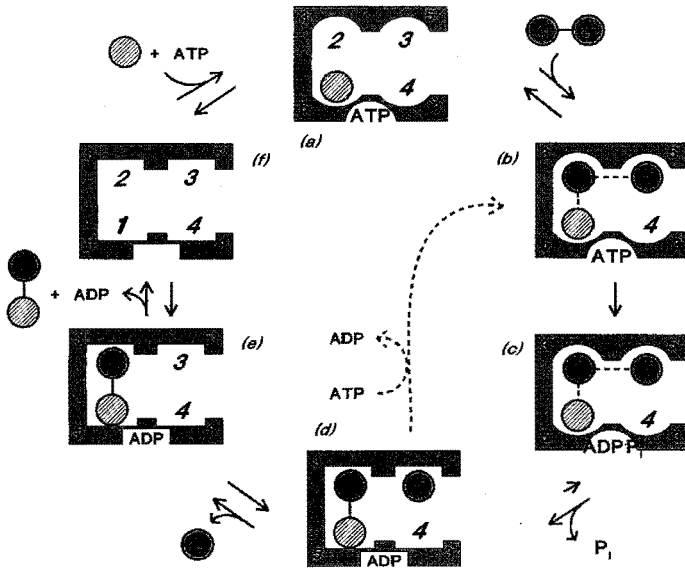 + ATP
2 3
4
ATP
(a)
(f)
2 3
1 4
(b)
4
ATP
+ ADP
(e)
3
4
ADP
ADP
ATP
(c)
4
ADP Pi
(d)
4
ADP
Pi